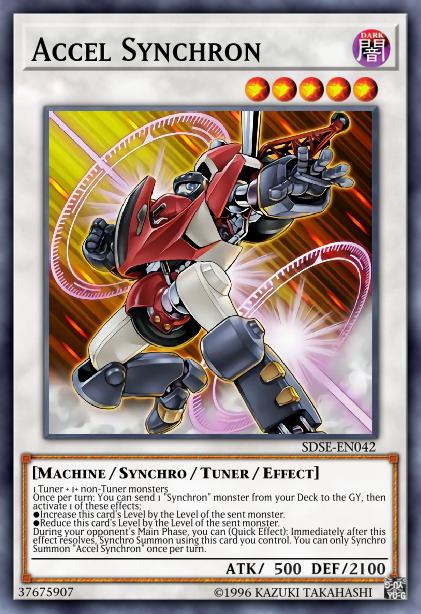 ACCEL SYNCHRON
DARK
闇
SDSE-EN042
[MACHINE / SYNCHRO / TUNER / EFFECT]
1 Tuner + 1+ non-Tuner monsters
Once per turn: You can send 1 "Synchron" monster from your Deck to the GY, then
activate 1 of these effects;
●Increase this card's Level by the Level of the sent monster.
●Reduce this card's Level by the Level of the sent monster.
During your opponent's Main Phase, you can (Quick Effect): Immediately after this
effect resolves, Synchro Summon using this card you control. You can only Synchro
Summon "Accel Synchron" once per turn.
ATK/ 500 DEF/2100
37675907
©1996 KAZUKI TAKAHASHI